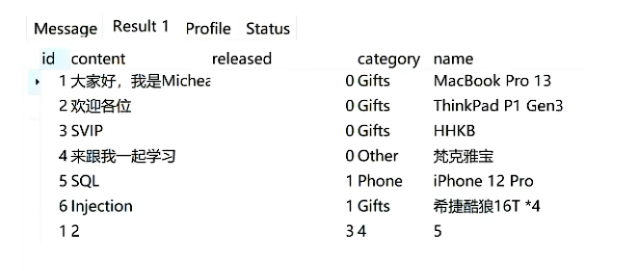 Message Result 1 Profile Status
id content released category name
1 大家好，我是Michea 0 Gifts MacBook Pro 13
2 欢迎各位 0 Gifts ThinkPad P1 Gen3
3 SVIP 0 Gifts HHKB
4 来跟我一起学习 0 Other 梵克雅宝
5 SQL 1 Phone iPhone 12 Pro
6 Injection 1 Gifts 希捷酷狼16T *4
1 2 3 4 5